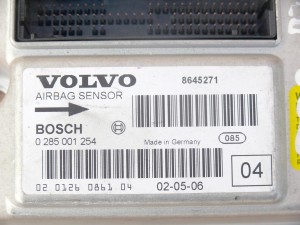 VOLVO
8645271
AIRBAG SENSOR
BOSCH
Made in Germany
085
0 285 001 254
04
02 0126 0861 04
02-05-06